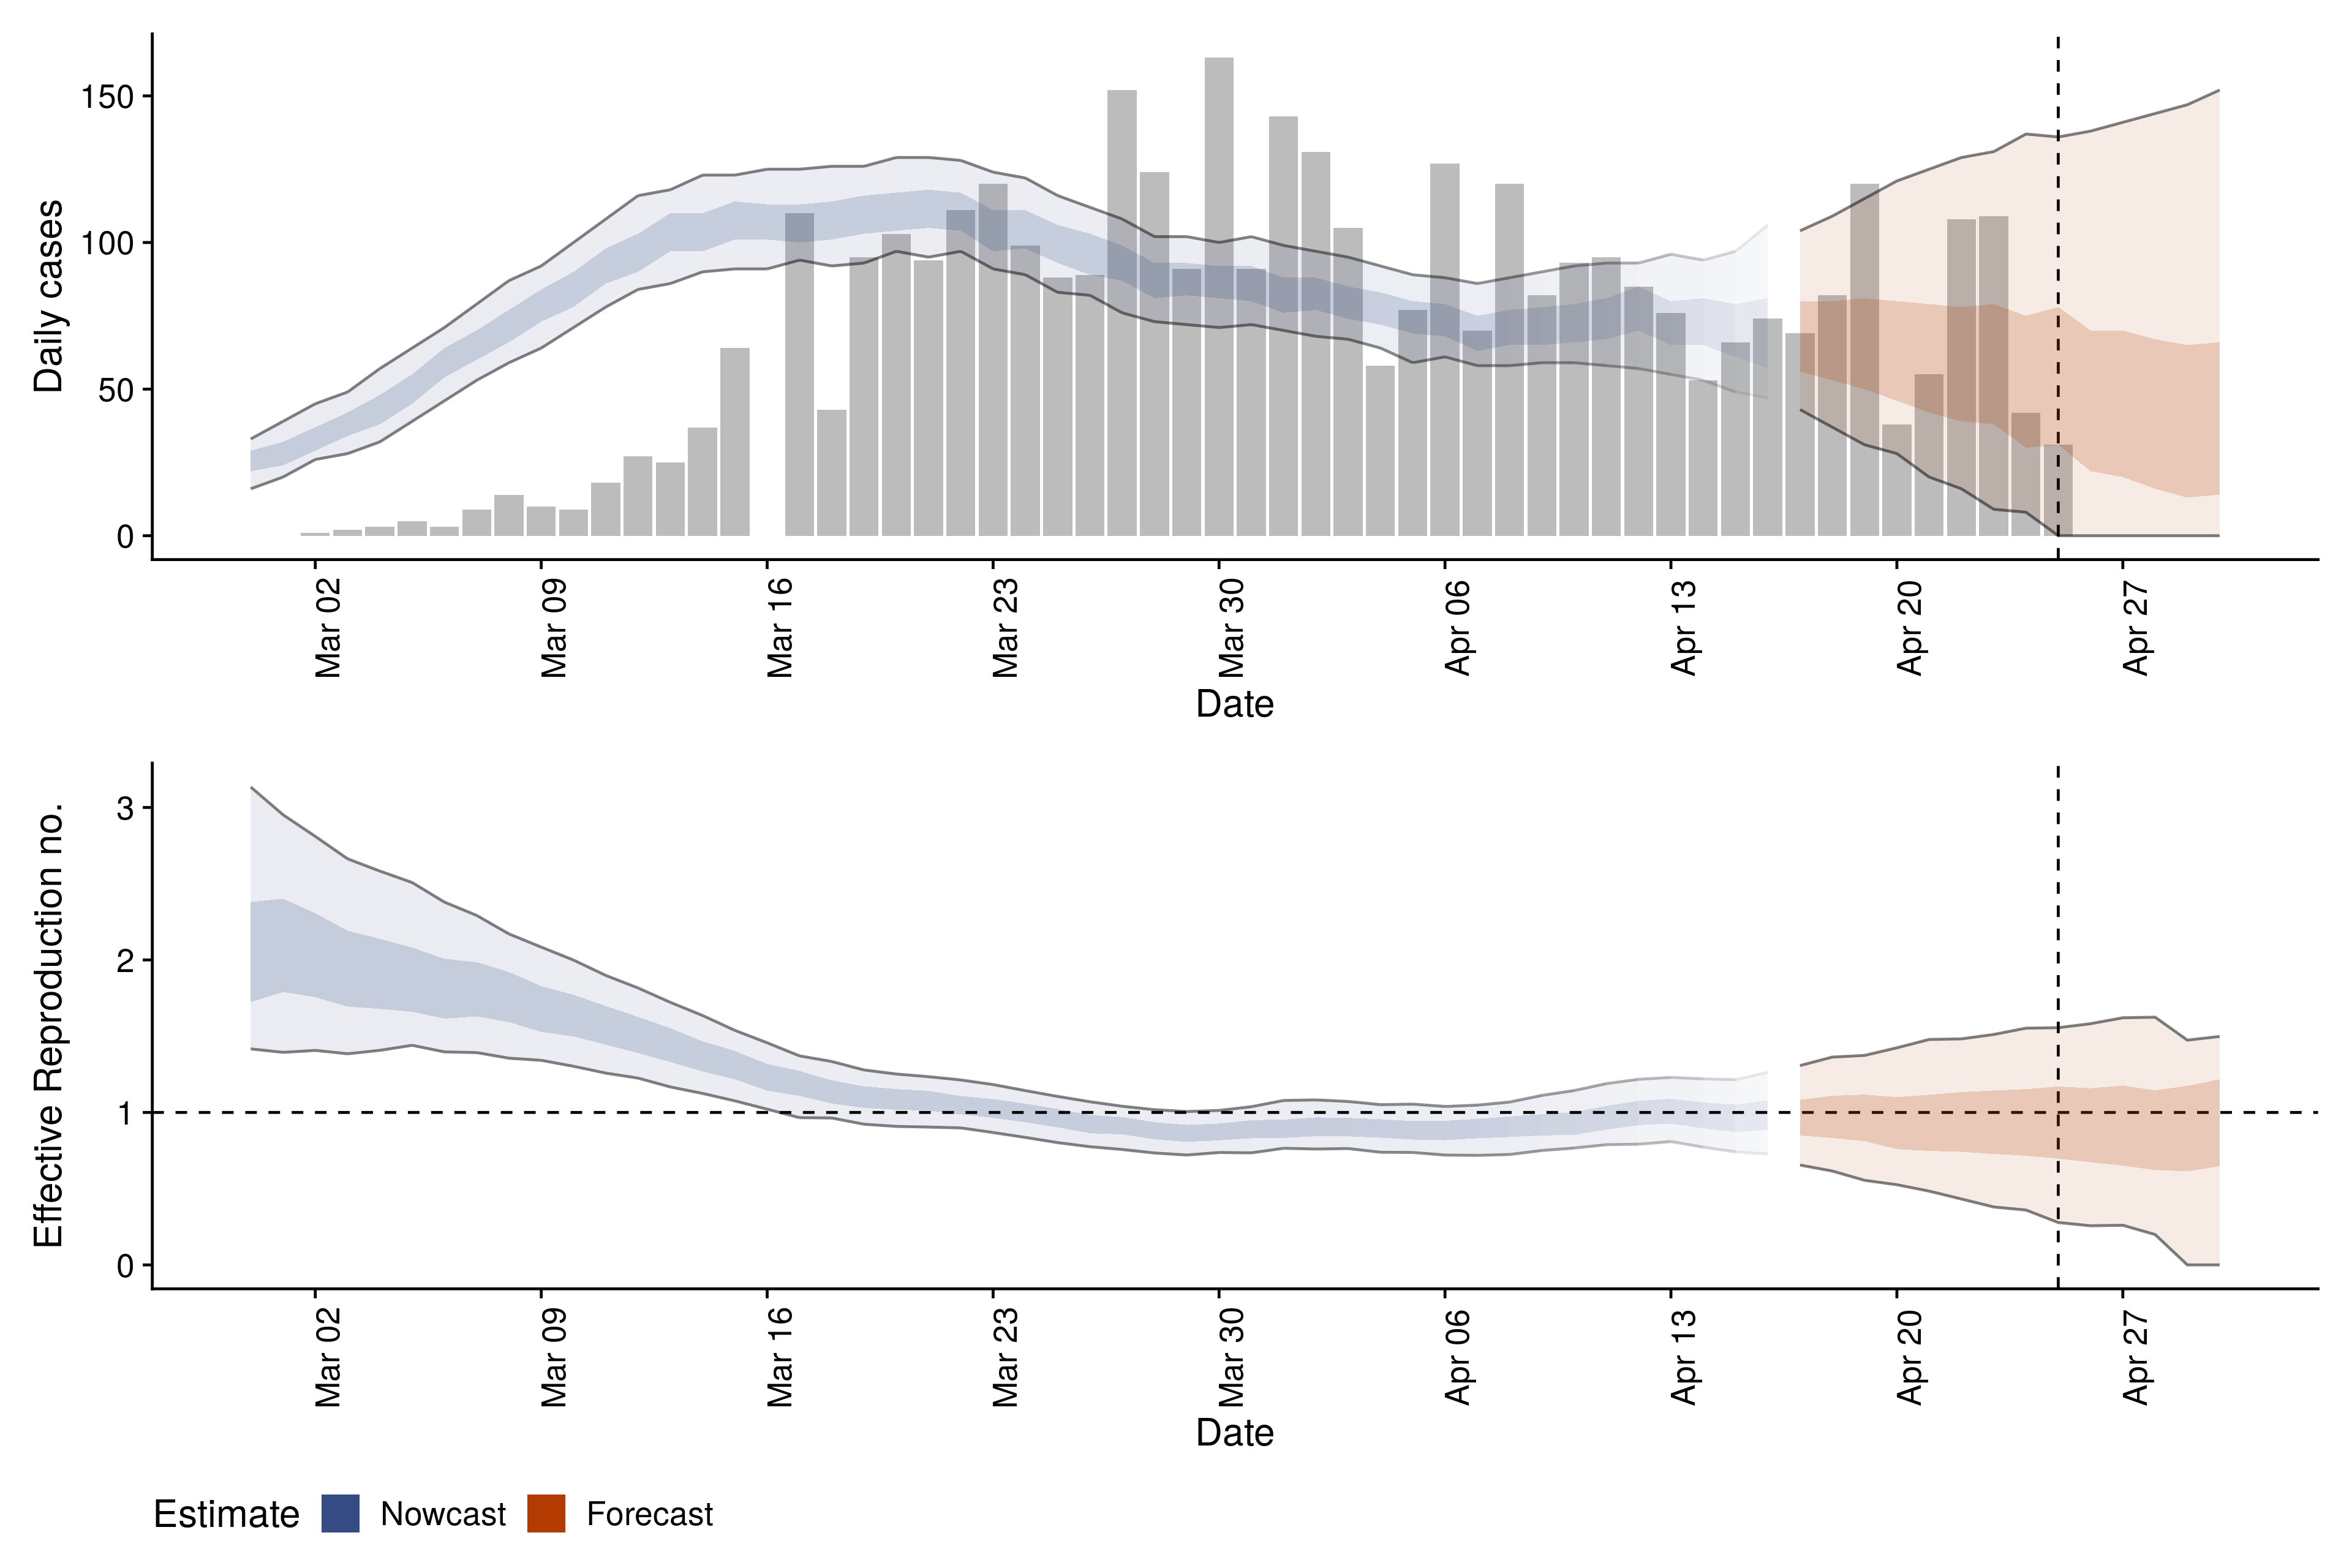 Daily cases
150
100
50
0
Mar 02
Mar 09
Mar 16
Mar 23
Mar 30
Apr 06
Apr 13
Apr 20
Apr 27
Date
Effective Reproduction no.
3
2
1
0
Mar 02
Mar 09
Mar 16
Mar 23
Mar 30
Apr 06
Apr 13
Apr 20
Apr 27
Date
Estimate Nowcast Forecast